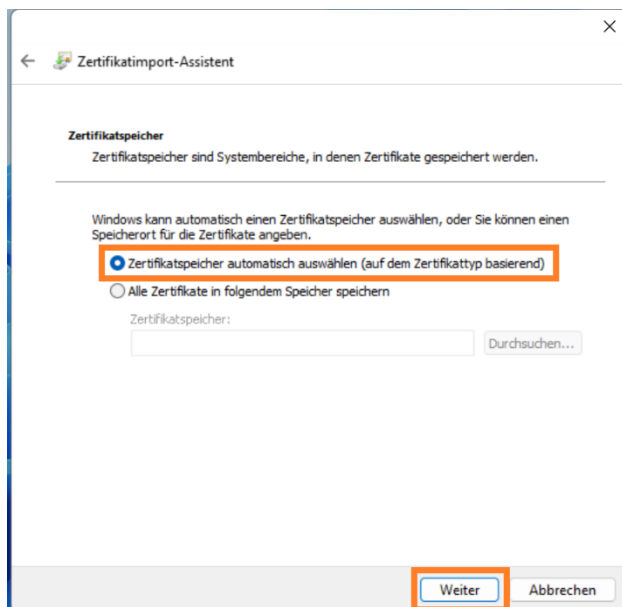 Zertifikatimport-Assistent
Zertifikatspeicher
Zertifikatspeicher sind Systembereiche, in denen Zertifikate gespeichert werden.
Windows kann automatisch einen Zertifikatspeicher auswählen, oder Sie können einen
Speicherort für die Zertifikate angeben.
Zertifikatspeicher automatisch auswählen (auf dem Zertifikattyp basierend)
Alle Zertifikate in folgendem Speicher speichern
Zertifikatspeicher:
Durchsuchen...
Weiter Abbrechen